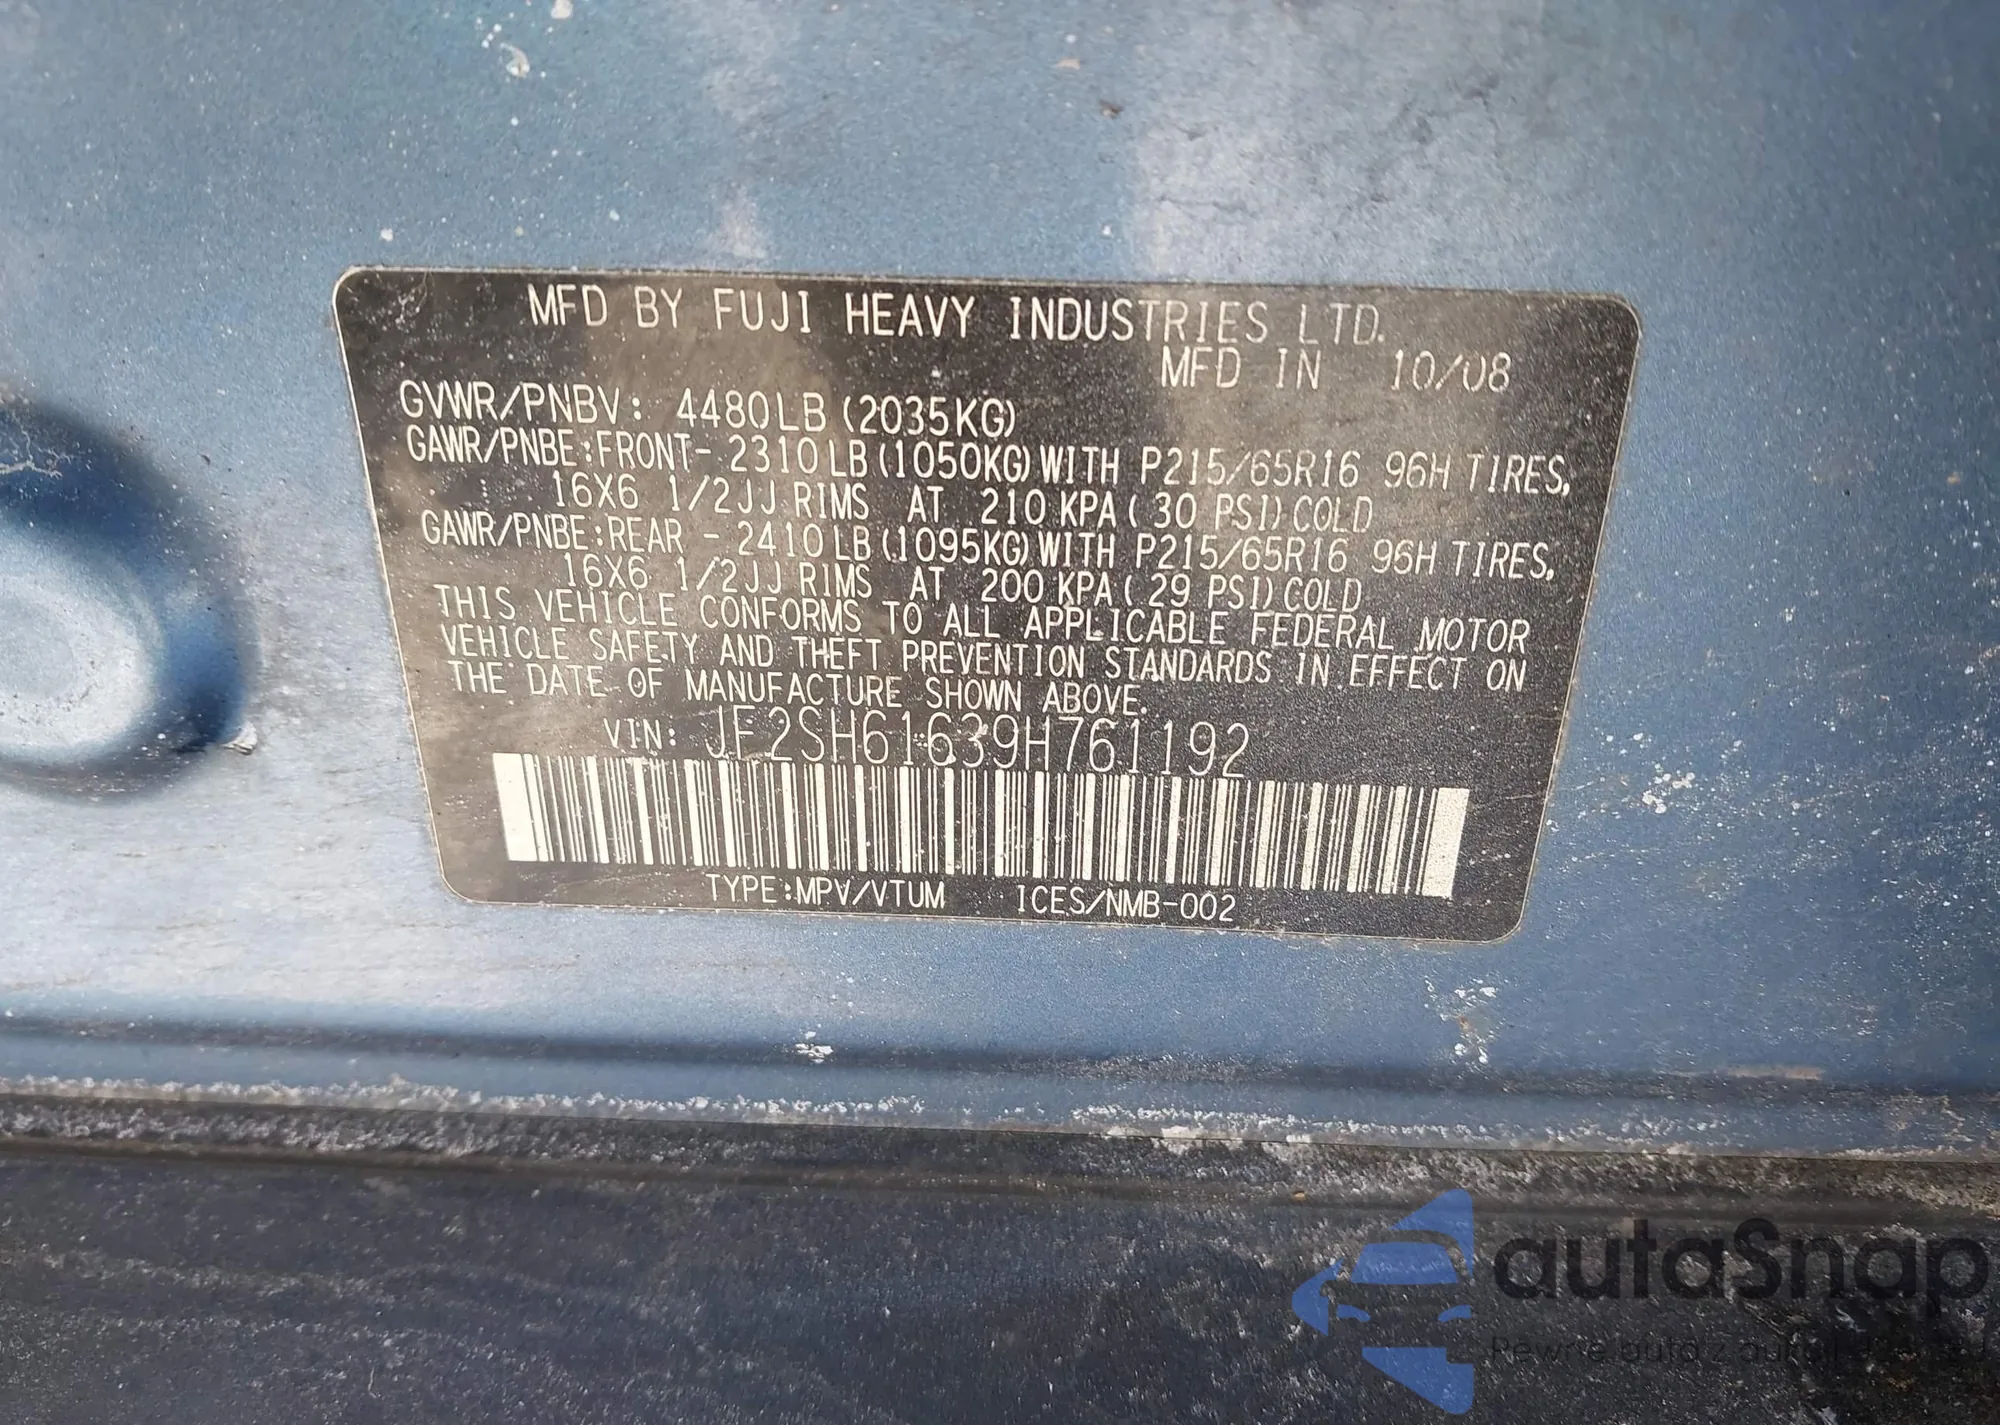 MFD BY FUJI HEAVY INDUSTRIES LTD.
MFD IN 10/08
GVWR/PNBV: 4480LB (2035KG)
GAWR/PNBE:FRONT- 2310LB(1050KG)WITH P215/65R16 96H TIRES,
16X6 1/2JJ RIMS AT 210 KPA( 30 PSI)COLD
GAWR/PNBE:REAR - 2410LB(1095KG)WITH P215/65R16 96H TIRES,
16X6 1/2JJ RIMS AT 200 KPA( 29 PSI)COLD
THIS VEHICLE CONFORMS TO ALL APPLICABLE FEDERAL MOTOR
VEHICLE SAFETY AND THEFT PREVENTION STANDARDS IN EFFECT ON
THE DATE OF MANUFACTURE SHOWN ABOVE.
VIN: JF2SH61639H761192
TYPE:MPV/VTUM ICES/NMB-002
autaSnap
Pewne auta z aukcji